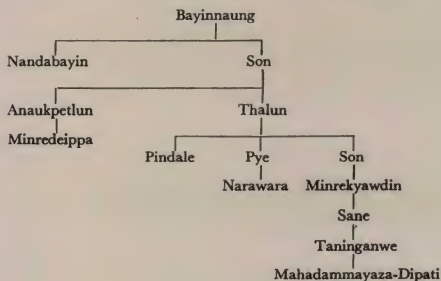 Bayinnaung
Nandabayin Son
Anaukpetlun Thalun
Minredeippa
Pindale Pye Son
Narawara Minrekyawdin
Sane
Taninganwe
Mahadammayaza-Dipati